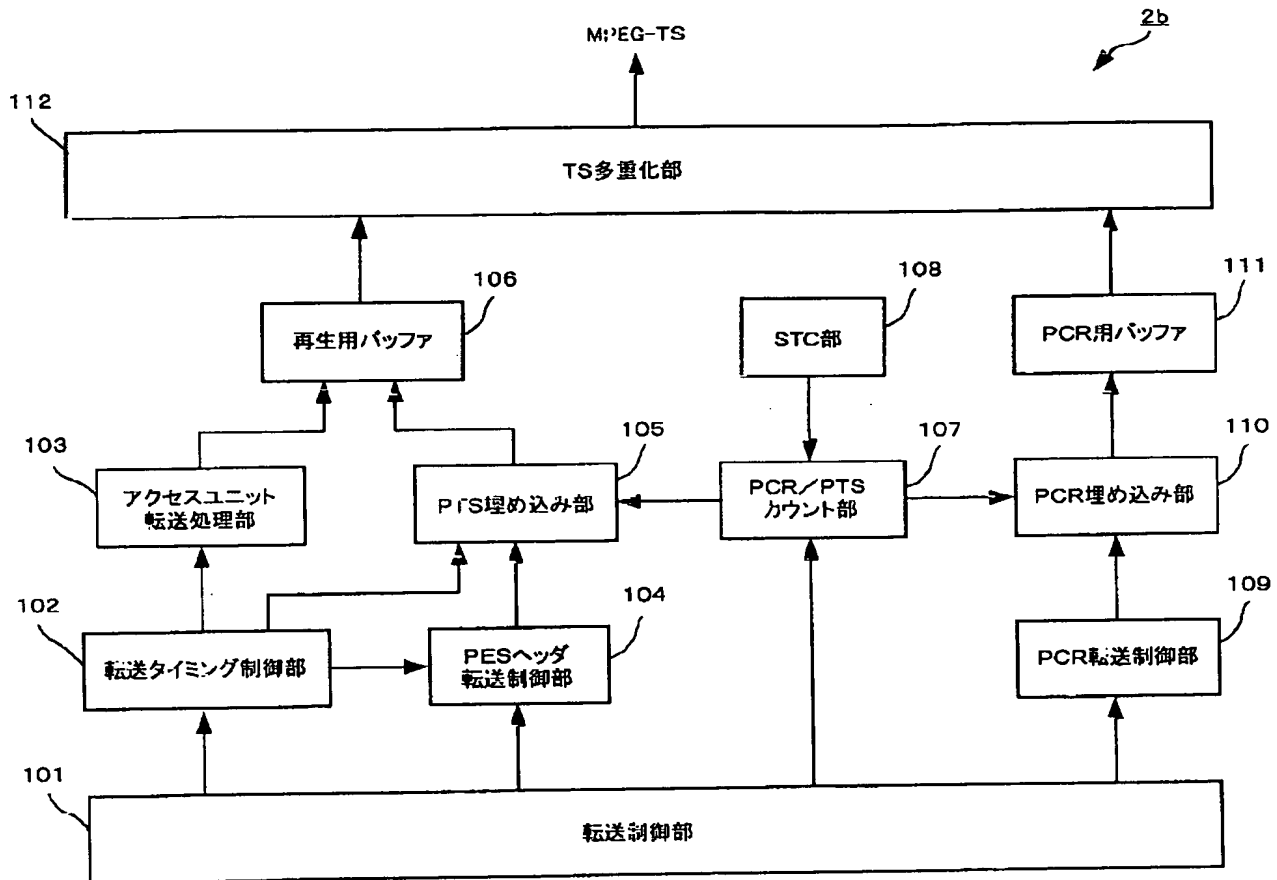 MPEG-TS
2b
112
TS多重化部
106
再生用バッファ
108
STC部
111
PCR用バッファ
103
アクセスユニット
転送処理部
105
PTS埋め込み部
107
PCR/PTS
カウント部
110
PCR埋め込み部
102
転送タイミング制御部
104
PESヘッダ
転送制御部
109
PCR転送制御部
101
転送制御部